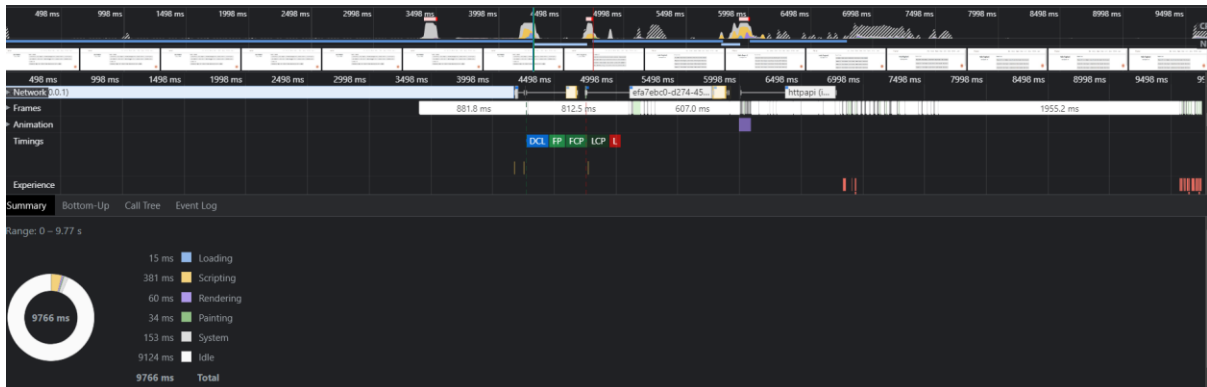 498 ms 998 ms 1498 ms 1998 ms 2498 ms 2998 ms 3498 ms 3998 ms 4498 ms 4998 ms 5498 ms 5998 ms 6498 ms 6998 ms 7498 ms 7998 ms 8498 ms 8998 ms 9498 ms
498 ms 998 ms 1498 ms 1998 ms 2498 ms 2998 ms 3498 ms 3998 ms 4498 ms 4998 ms 5498 ms 5998 ms 6498 ms 6998 ms 7498 ms 7998 ms 8498 ms 8998 ms 9498 ms
Network 0.0.1) efa7ebc0-d274-45... httpapi (i...
Frames 881.8 ms 812.5 ms 607.0 ms 1955.2 ms
Animation
Timings DCL FP FCP LCP L
Experience
Summary Bottom-Up Call Tree Event Log
Range: 0 – 9.77 s
15 ms Loading
381 ms Scripting
60 ms Rendering
34 ms Painting
153 ms System
9124 ms Idle
9766 ms Total
9766 ms